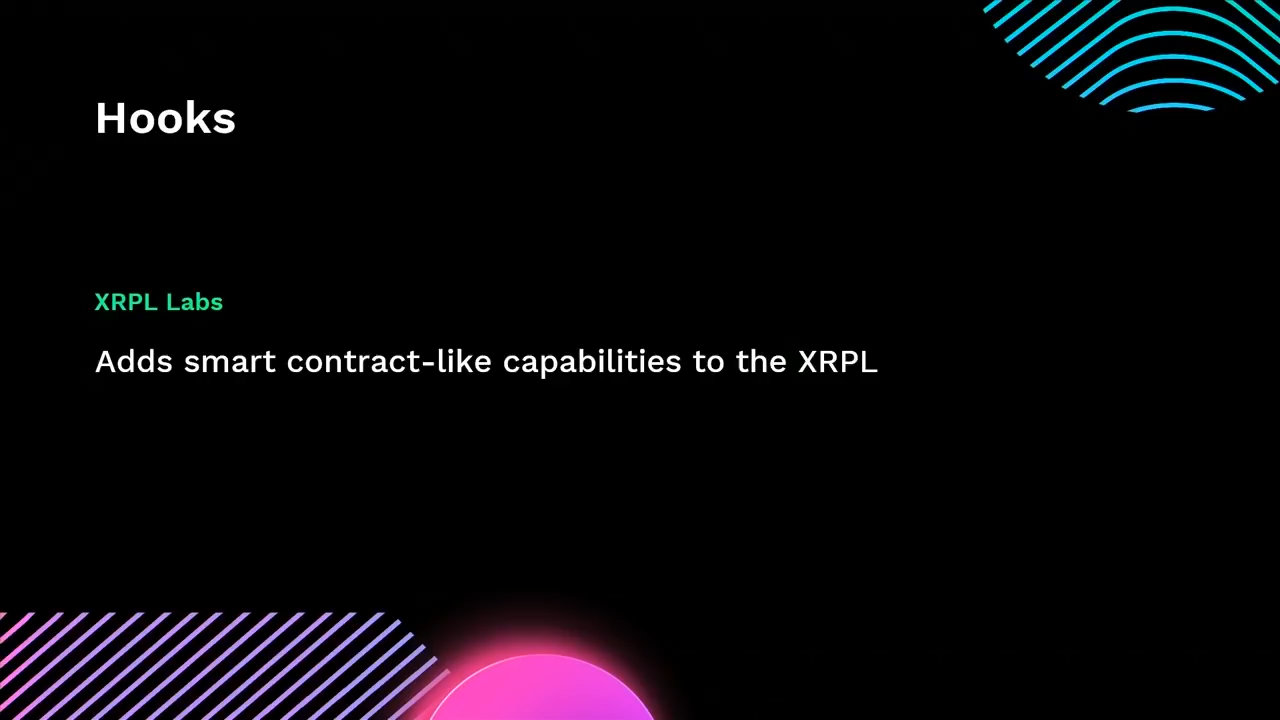 Hooks
XRPL Labs
Adds smart contract-like capabilities to the XRPL